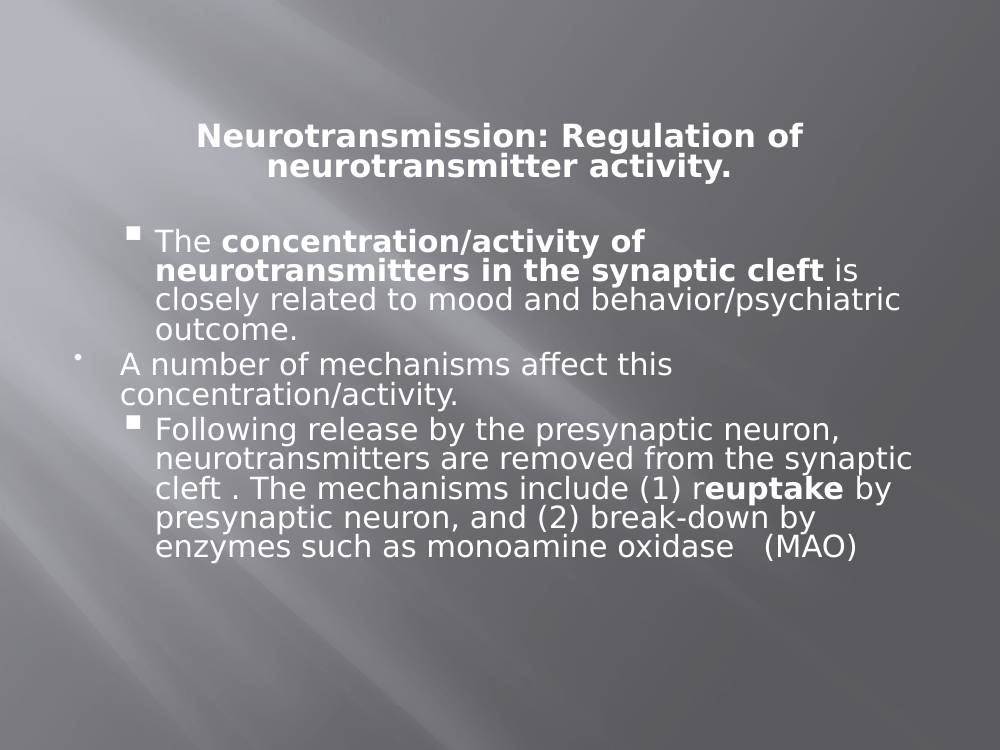 Neurotransmission: Regulation of
neurotransmitter activity.
▪ The concentration/activity of
neurotransmitters in the synaptic cleft is
closely related to mood and behavior/psychiatric
outcome.
• A number of mechanisms affect this
concentration/activity.
▪ Following release by the presynaptic neuron,
neurotransmitters are removed from the synaptic
cleft . The mechanisms include (1) reuptake by
presynaptic neuron, and (2) break-down by
enzymes such as monoamine oxidase   (MAO)